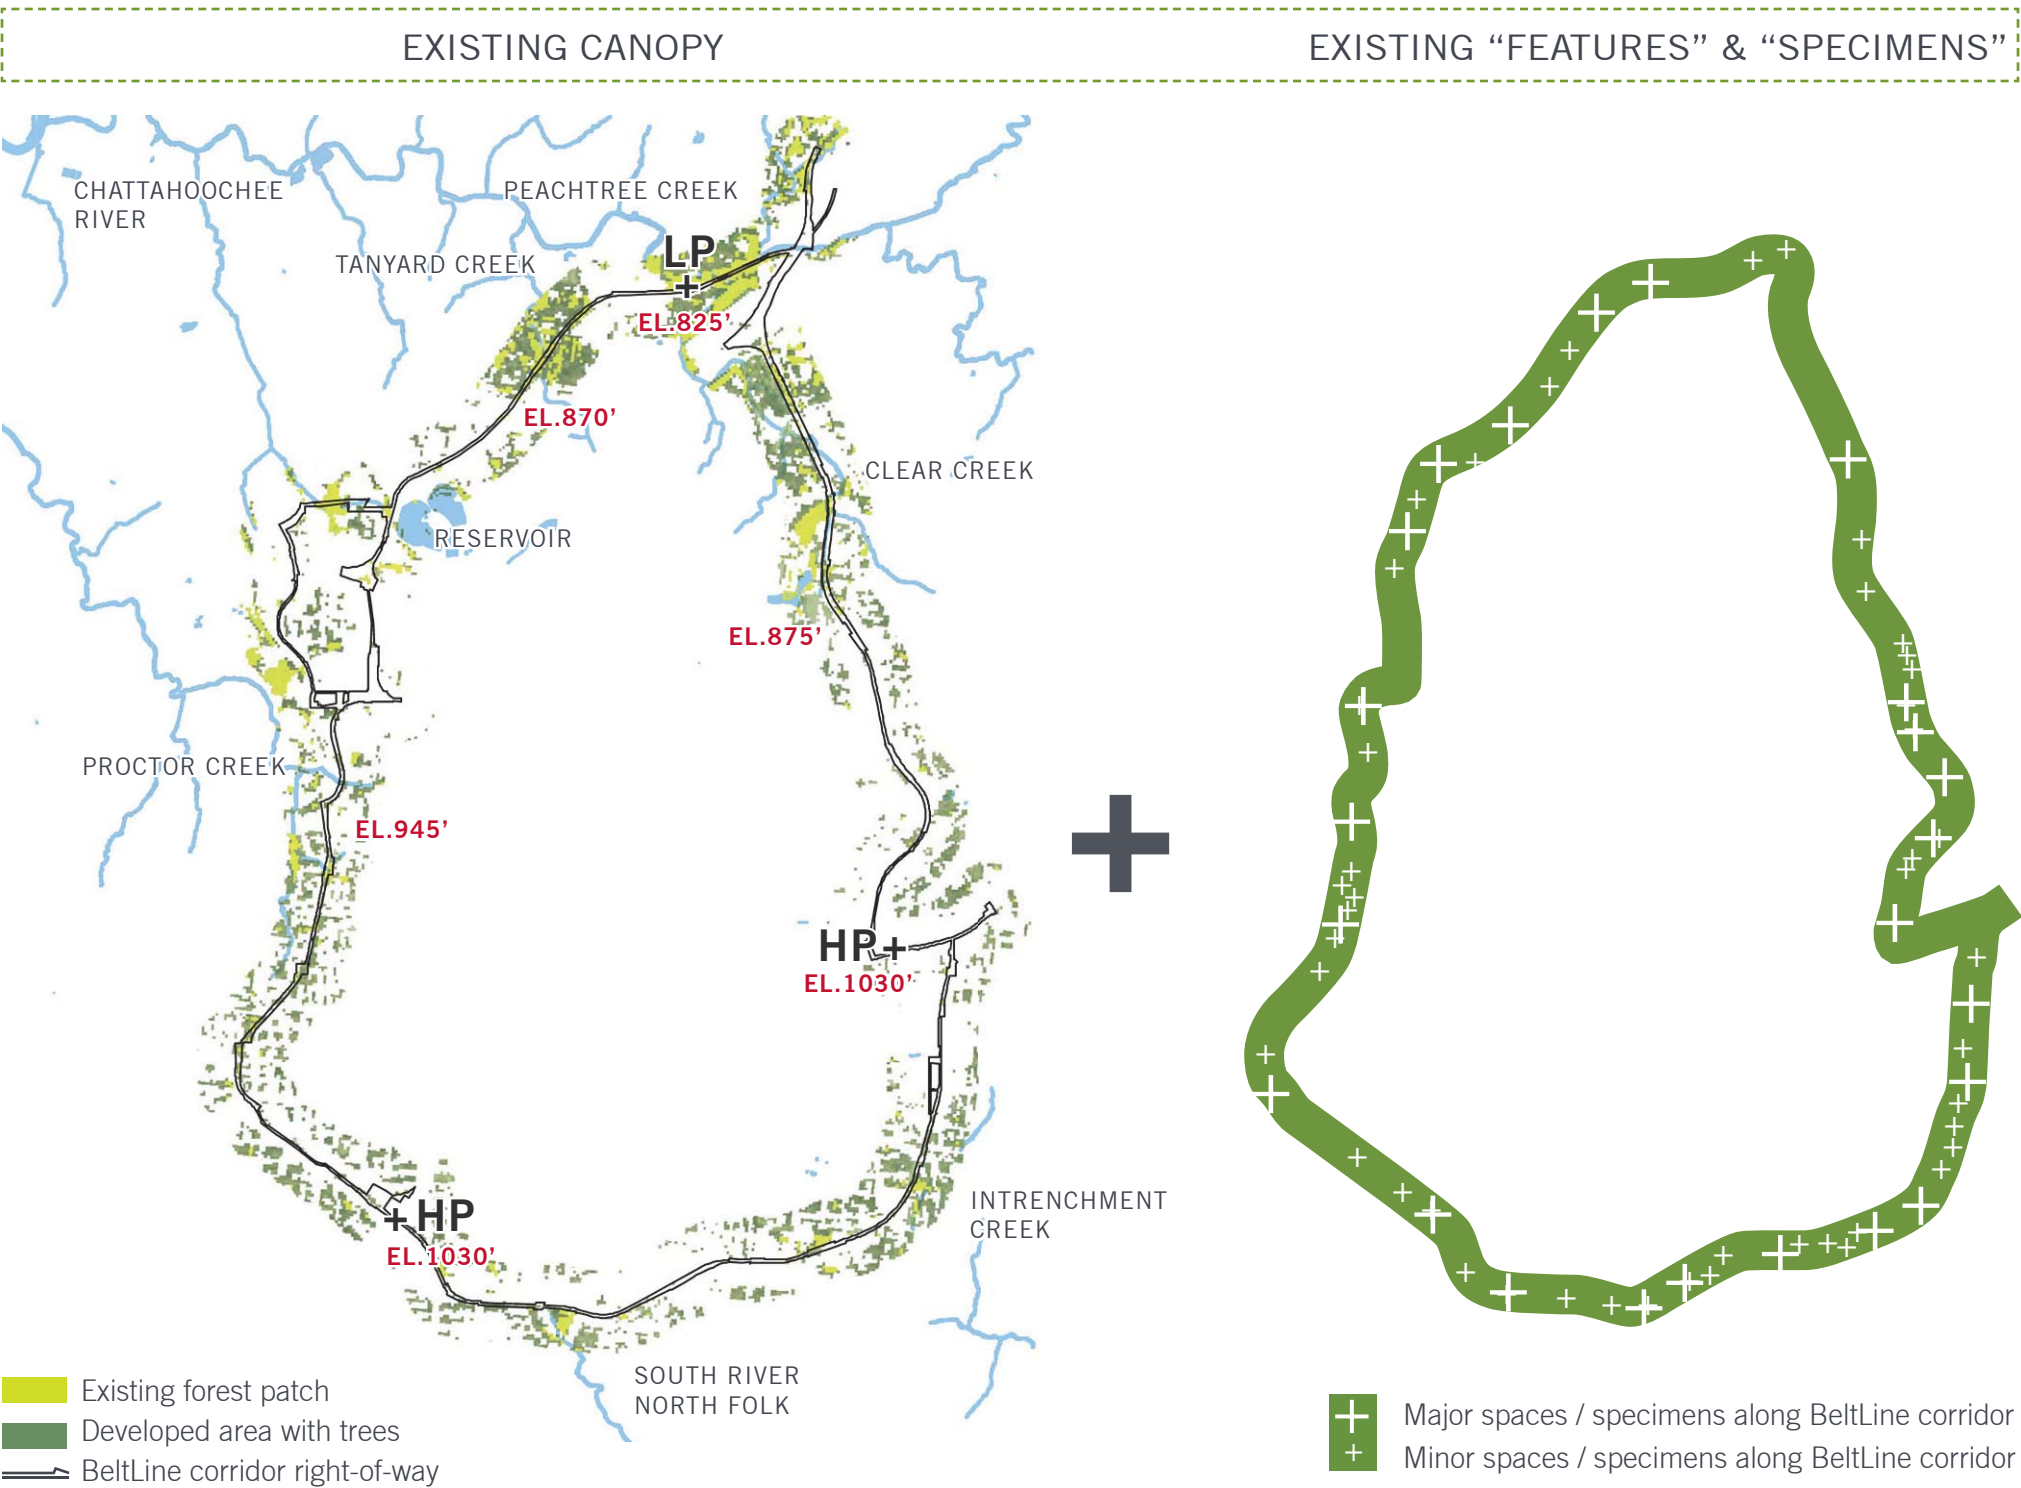 EXISTING CANOPY
EXISTING “FEATURES” & “SPECIMENS”
CHATTAHOOCHEE
RIVER
PEACHTREE CREEK
TANYARD CREEK
LP
+
EL.825’
EL.870’
CLEAR CREEK
RESERVOIR
EL.875’
PROCTOR CREEK
EL.945’
HP+
EL.1030’
+HP
EL.1030’
INTRENCHMENT
CREEK
SOUTH RIVER
NORTH FOLK
+
Existing forest patch
Developed area with trees
BeltLine corridor right-of-way
Major spaces / specimens along BeltLine corridor
Minor spaces / specimens along BeltLine corridor